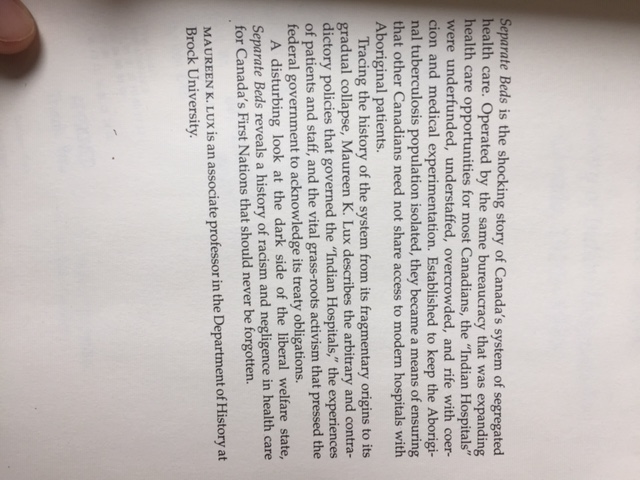 Separate Beds is the shocking story of Canada's system of segregated
health care. Operated by the same bureaucracy that was expanding
health care opportunities for most Canadians, the "Indian Hospitals"
were underfunded, understaffed, overcrowded, and rife with coer-
cion and medical experimentation. Established to keep the Aborigi-
nal tuberculosis population isolated, they became a means of ensuring
that other Canadians need not share access to modern hospitals with
Aboriginal patients.
Tracing the history of the system from its fragmentary origins to its
gradual collapse, Maureen K. Lux describes the arbitrary and contra-
dictory policies that governed the "Indian Hospitals," the experiences
of patients and staff, and the vital grass-roots activism that pressed the
federal government to acknowledge its treaty obligations.
A disturbing look at the dark side of the liberal welfare state,
Separate Beds reveals a history of racism and negligence in health care
for Canada's First Nations that should never be forgotten.
MAUREEN K. LUX is an associate professor in the Department of History at
Brock University.